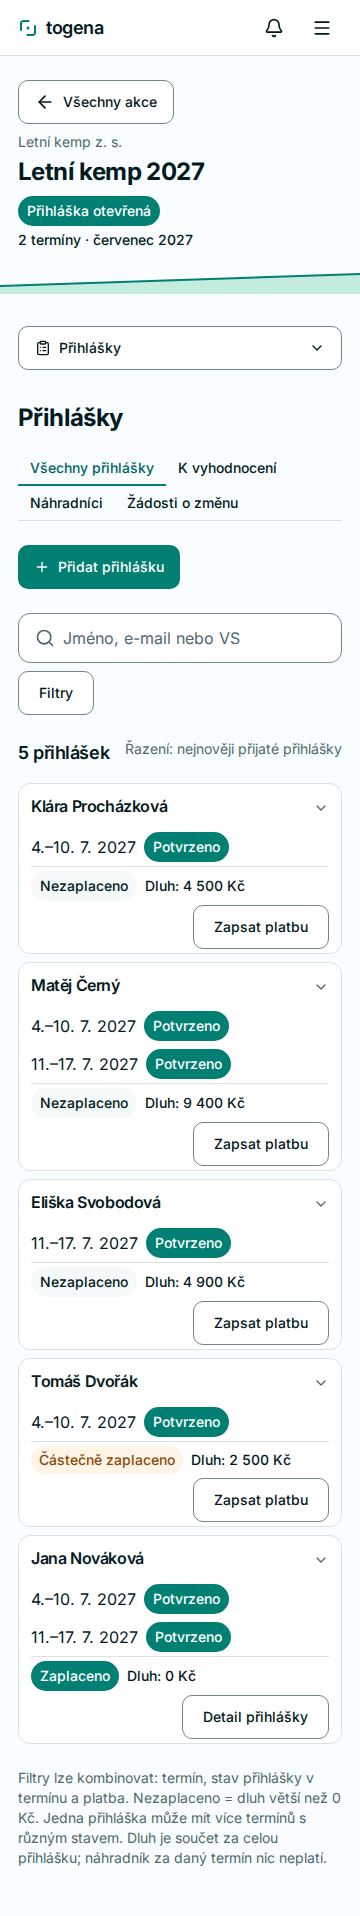 togena
Všechny akce
Letní kemp z. s.
Letní kemp 2027
Přihláška otevřená
2 termíny · červenec 2027
Přihlášky
Přihlášky
Všechny přihlášky K vyhodnocení
Náhradníci Žádosti o změnu
+ Přidat přihlášku
Jméno, e-mail nebo VS
Filtry
5 přihlášek Řazení: nejnověji přijaté přihlášky
Klára Procházková
4.–10. 7. 2027 Potvrzeno
Nezaplaceno Dluh: 4 500 Kč
Zapsat platbu
Matěj Černý
4.–10. 7. 2027 Potvrzeno
11.–17. 7. 2027 Potvrzeno
Nezaplaceno Dluh: 9 400 Kč
Zapsat platbu
Eliška Svobodová
11.–17. 7. 2027 Potvrzeno
Nezaplaceno Dluh: 4 900 Kč
Zapsat platbu
Tomáš Dvořák
4.–10. 7. 2027 Potvrzeno
Částečně zaplaceno Dluh: 2 500 Kč
Zapsat platbu
Jana Nováková
4.–10. 7. 2027 Potvrzeno
11.–17. 7. 2027 Potvrzeno
Zaplaceno Dluh: 0 Kč
Detail přihlášky
Filtry lze kombinovat: termín, stav přihlášky v
termínu a platba. Nezaplaceno = dluh větší než 0
Kč. Jedna přihláška může mít více termínů s
různým stavem. Dluh je součet za celou
přihlášku; náhradník za daný termín nic neplatí.